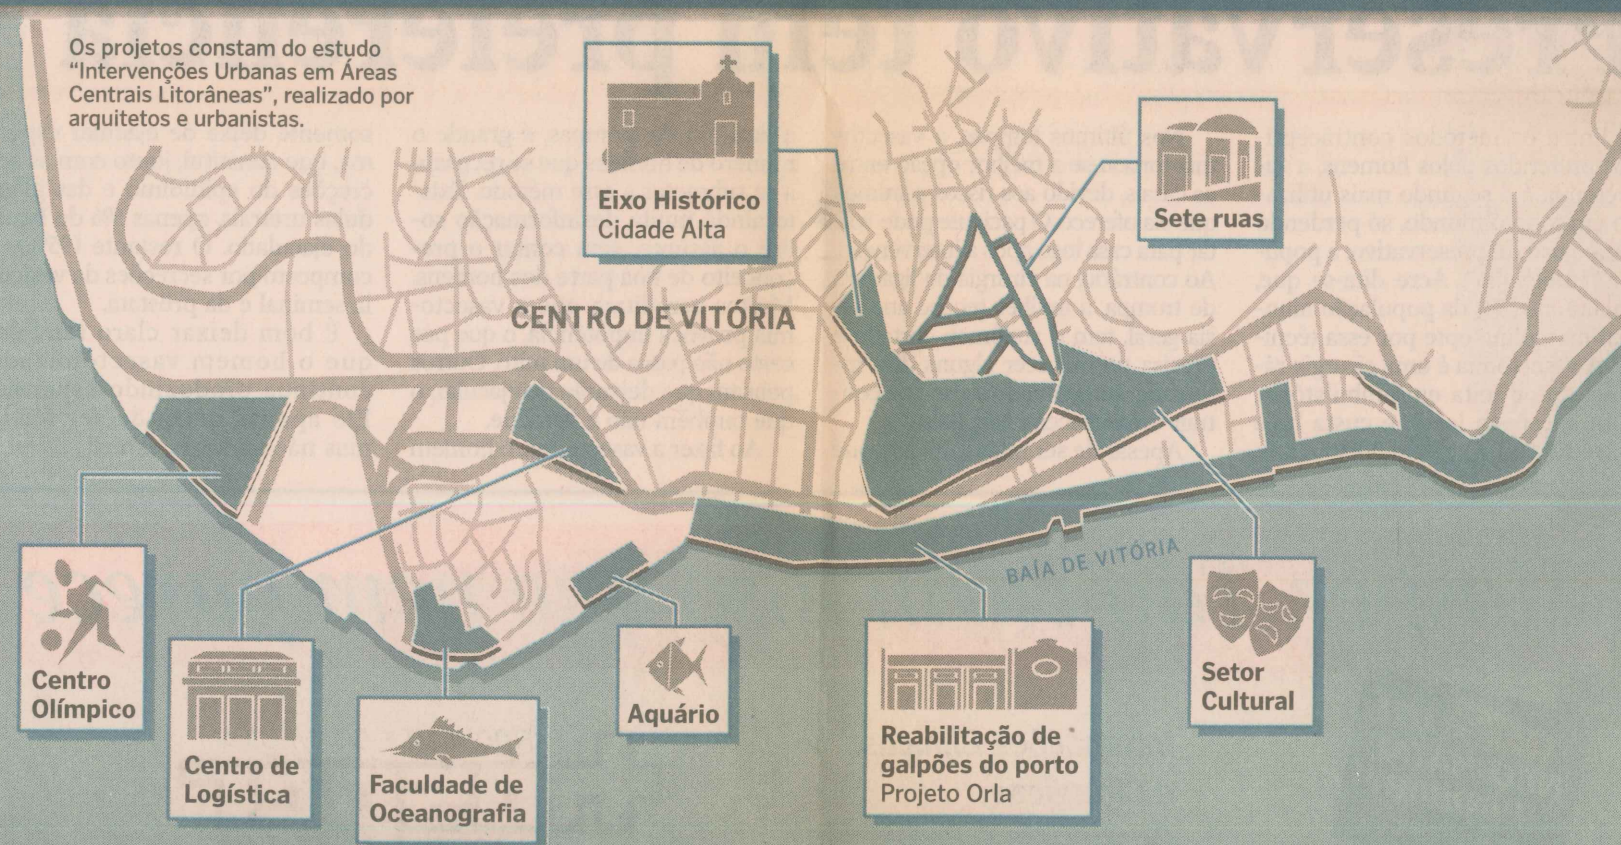 Os projetos constam do estudo
“Intervenções Urbanas em Áreas
Centrais Litorâneas”, realizado por
arquitetos e urbanistas.
Eixo Histórico
Cidade Alta
Sete ruas
CENTRO DE VITÓRIA
BAÍA DE VITÓRIA
Centro
Olímpico
Centro de
Logística
Faculdade de
Oceanografia
Aquário
Reabilitação de
galpões do porto
Projeto Orla
Setor
Cultural